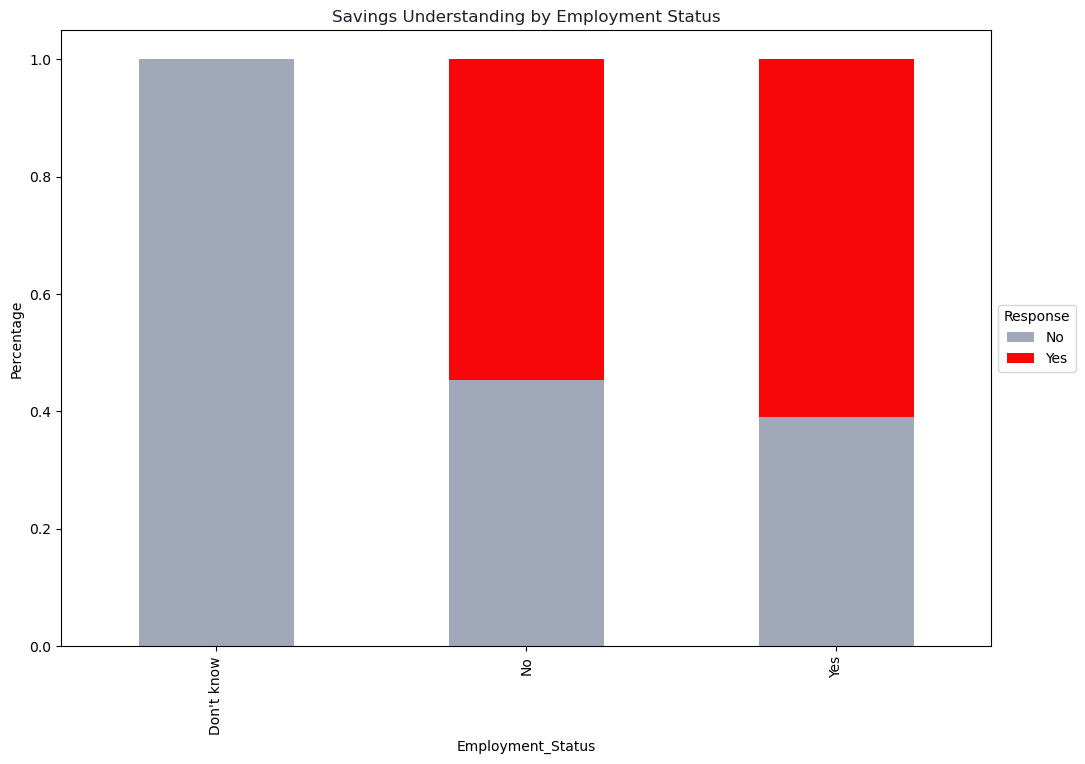 Savings Understanding by Employment Status
Percentage
1.0
0.8
0.6
0.4
0.2
0.0
Don't know
No
Yes
Employment_Status
Response
No
Yes